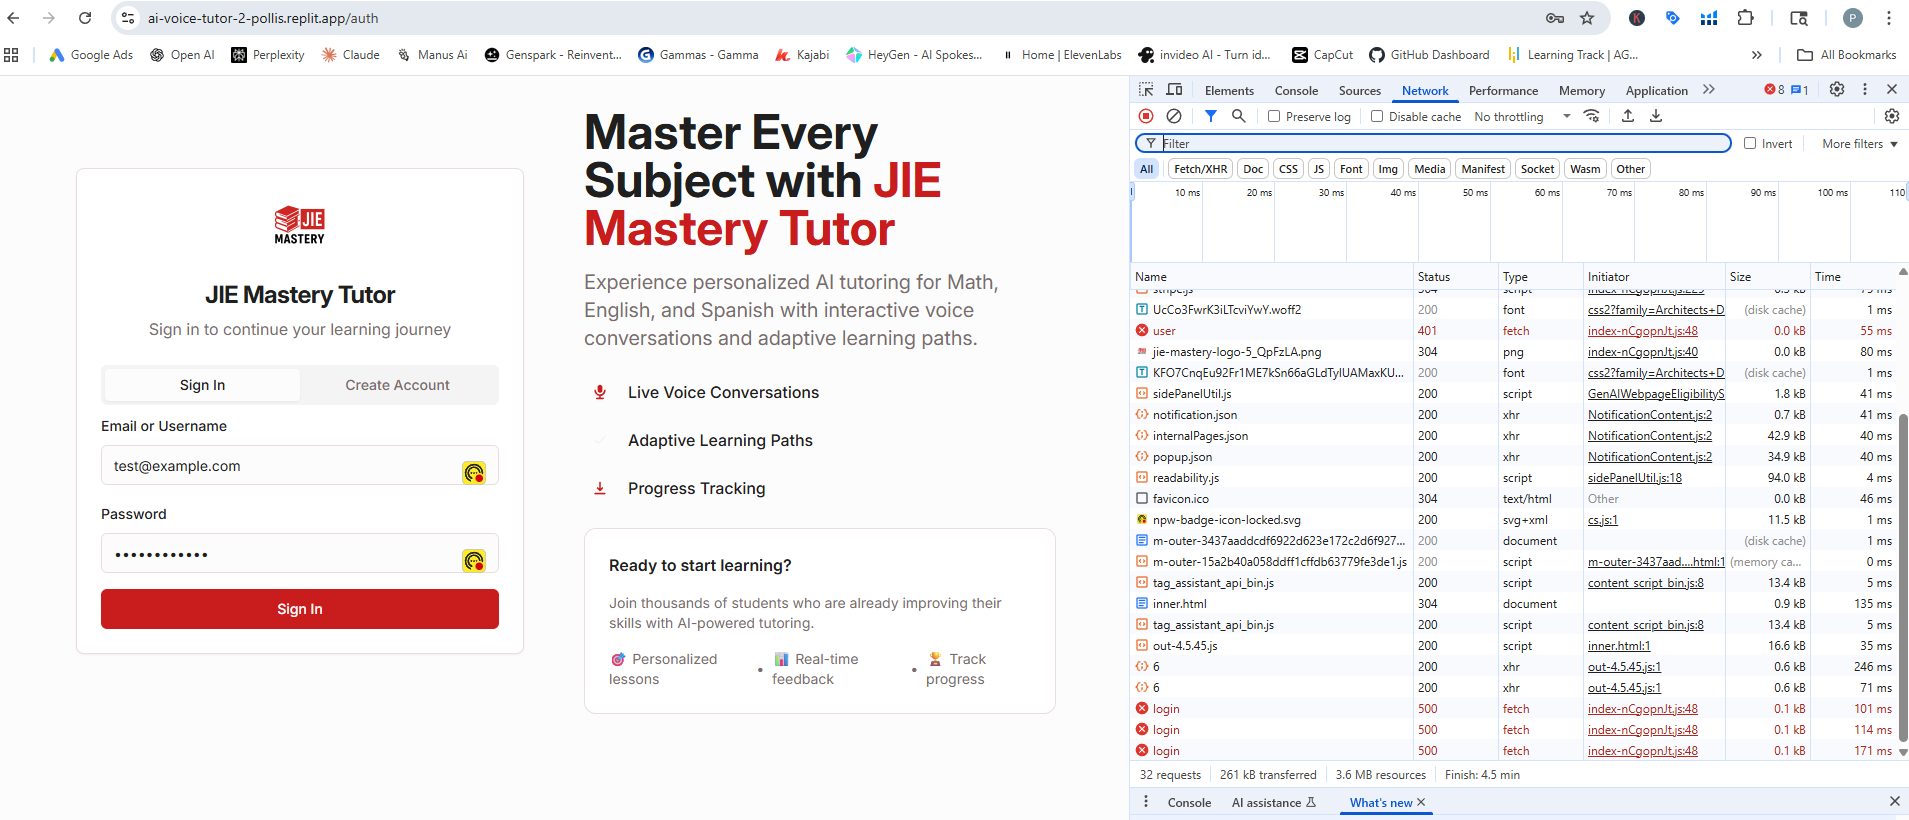 ai-voice-tutor-2-pollis.replit.app/auth
P
Google Ads
Open AI
Perplexity
Claude
Manus Ai
Genspark - Reinvent...
Gammas - Gamma
Kajabi
HeyGen - AI Spokes...
Home | ElevenLabs
invideo AI - Turn id...
CapCut
GitHub Dashboard
Learning Track | AG...
All Bookmarks
JIE
MASTERY
JIE Mastery Tutor
Sign in to continue your learning journey
Sign In
Create Account
Email or Username
test@example.com
Password
Sign In
Master Every
Subject with JIE
Mastery Tutor
Experience personalized AI tutoring for Math,
English, and Spanish with interactive voice
conversations and adaptive learning paths.
Live Voice Conversations
Adaptive Learning Paths
Progress Tracking
Ready to start learning?
Join thousands of students who are already improving their
skills with AI-powered tutoring.
🎯 Personalized lessons
• 📊 Real-time feedback
• 🏆 Track progress
Elements Console Sources Network Performance Memory Application 8 1
Preserve log Disable cache No throttling
Filter Invert More filters
All Fetch/XHR Doc CSS JS Font Img Media Manifest Socket Wasm Other
10 ms 20 ms 30 ms 40 ms 50 ms 60 ms 70 ms 80 ms 90 ms 100 ms 110
Name Status Type Initiator Size Time
stripe.js 304 script index-nCgopnJt.js:229
UcCo3FwrK3iLTcviYwY.woff2 200 font css2?family=Architects+D (disk cache) 1 ms
user 401 fetch index-nCgopnJt.js:48 0.0 kB 55 ms
jie-mastery-logo-5_QpFzLA.png 304 png index-nCgopnJt.js:40 0.0 kB 80 ms
KFO7CnqEu92Fr1ME7kSn66aGLdTylUAMaxKU... 200 font css2?family=Architects+D (disk cache) 1 ms
sidePanelUtil.js 200 script GenAIWebpageEligibilityS 1.8 kB 41 ms
notification.json 200 xhr NotificationContent.js:2 0.7 kB 41 ms
internalPages.json 200 xhr NotificationContent.js:2 42.9 kB 40 ms
popup.json 200 xhr NotificationContent.js:2 34.9 kB 40 ms
readability.js 200 script sidePanelUtil.js:18 94.0 kB 4 ms
favicon.ico 304 text/html Other 0.0 kB 46 ms
npw-badge-icon-locked.svg 200 svg+xml cs.js:1 11.5 kB 1 ms
m-outer-3437aaddcdf6922d623e172c2d6f927... 200 document (disk cache) 1 ms
m-outer-15a2b40a058ddff1cffdb63779fe3de1.js 200 script m-outer-3437aad....html:1 (memory ca... 0 ms
tag_assistant_api_bin.js 200 script content_script_bin.js:8 13.4 kB 5 ms
inner.html 304 document 0.9 kB 135 ms
tag_assistant_api_bin.js 200 script content_script_bin.js:8 13.4 kB 5 ms
out-4.5.45.js 200 script inner.html:1 16.6 kB 35 ms
6 200 xhr out-4.5.45.js:1 0.6 kB 246 ms
6 200 xhr out-4.5.45.js:1 0.6 kB 71 ms
login 500 fetch index-nCgopnJt.js:48 0.1 kB 101 ms
login 500 fetch index-nCgopnJt.js:48 0.1 kB 114 ms
login 500 fetch index-nCgopnJt.js:48 0.1 kB 171 ms
32 requests 261 kB transferred 3.6 MB resources Finish: 4.5 min
Console AI assistance What's new